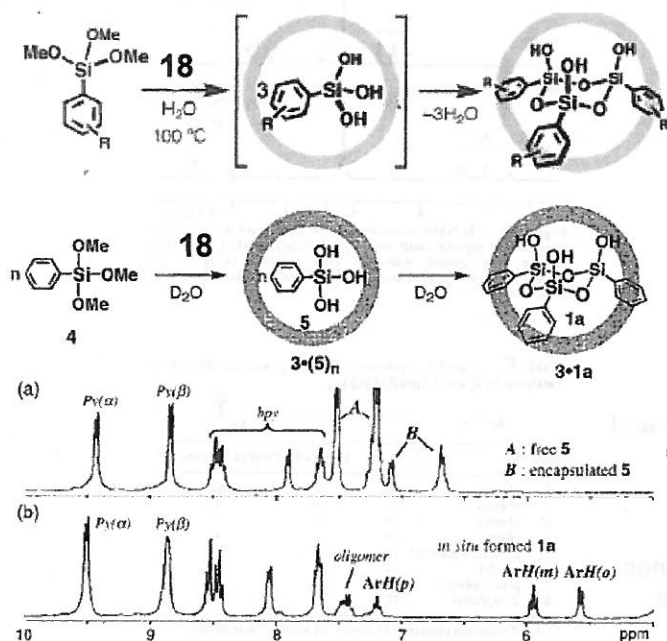 OMe
MeO OMe
Si
R
18
H₂O
100 °C
3
OH
Si-OH
OH
R
−3H₂O
HO OH OH
Si Si
O Si O
R R
R
n
OMe
Si-OMe
OMe
4
18
D₂O
n
OH
Si-OH
OH
5
3•(5)n
D₂O
HO OH OH
Si O Si
O Si O
1a
3•1a
(a)
Py(α) Py(β) bpy A B
A : free 5
B : encapsulated 5
(b)
Py(α) Py(β) oligomer ArH(p)
in situ formed 1a
ArH(m) ArH(o)
10 9 8 7 6 ppm